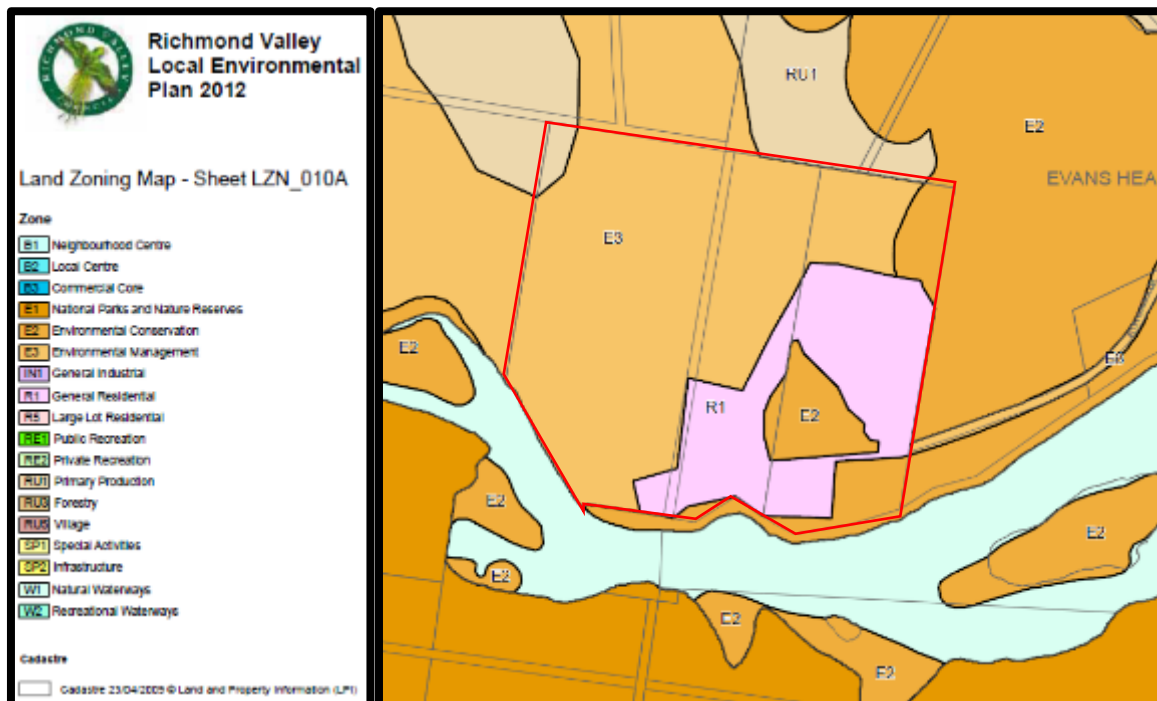 RICHMOND VALLEY
COUNCIL
Richmond Valley
Local Environmental
Plan 2012
Land Zoning Map - Sheet LZN_010A
Zone
B1 Neighbourhood Centre
B2 Local Centre
B3 Commercial Core
E1 National Parks and Nature Reserves
E2 Environmental Conservation
E3 Environmental Management
IN1 General Industrial
R1 General Residential
R5 Large Lot Residential
RE1 Public Recreation
RE2 Private Recreation
RU1 Primary Production
RU3 Forestry
RU5 Village
SP1 Special Activities
SP2 Infrastructure
W1 Natural Waterways
W2 Recreational Waterways
Cadastre
Cadastre 23/04/2009 © Land and Property Information (LPI)
RU1
E2
EVANS HEA
E3
E2
E3
R1
E2
E2
E2
E2
E2
E2